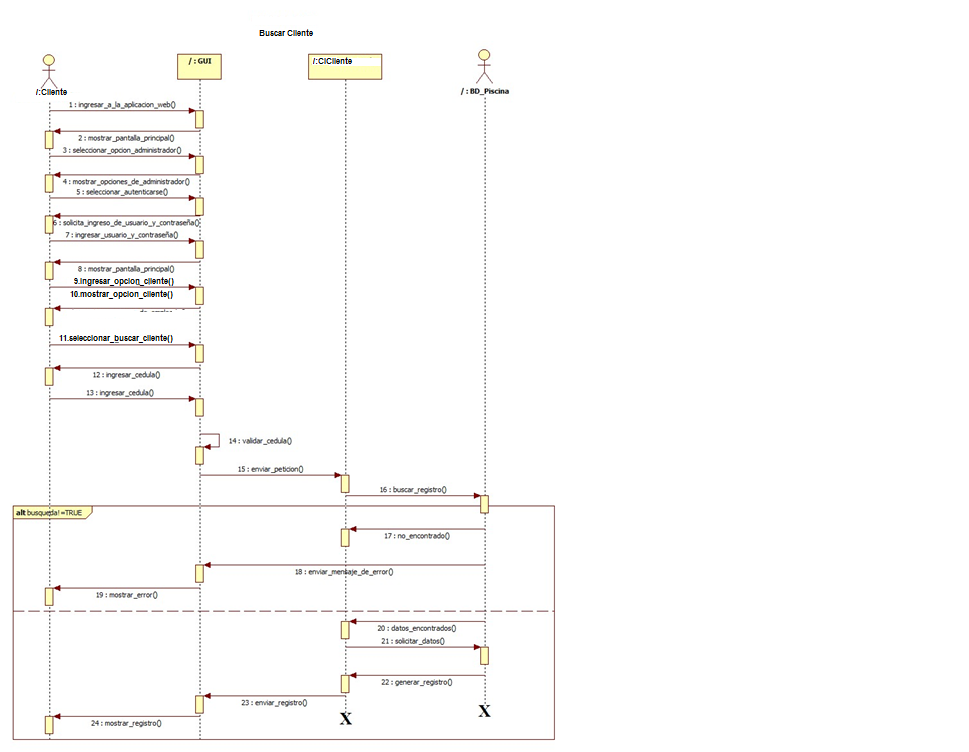 Buscar Cliente
/:Cliente
/ : GUI
/:ClCliente
/ : BD_Piscina
1 : ingresar_a_la_aplicacion_web()
2 : mostrar_pantalla_principal()
3 : seleccionar_opcion_administrador()
4 : mostrar_opciones_de_administrador()
5 : seleccionar_autenticarse()
6 : solicita_ingreso_de_usuario_y_contraseña()
7 : ingresar_usuario_y_contraseña()
8 : mostrar_pantalla_principal()
9.ingresar_opcion_cliente()
10.mostrar_opcion_cliente()
11.seleccionar_buscar_cliente()
12 : ingresar_cedula()
13 : ingresar_cedula()
14 : validar_cedula()
15 : enviar_peticion()
16 : buscar_registro()
alt busqueda!=TRUE
17 : no_encontrado()
18 : enviar_mensaje_de_error()
19 : mostrar_error()
20 : datos_encontrados()
21 : solicitar_datos()
22 : generar_registro()
23 : enviar_registro()
X
X
24 : mostrar_registro()